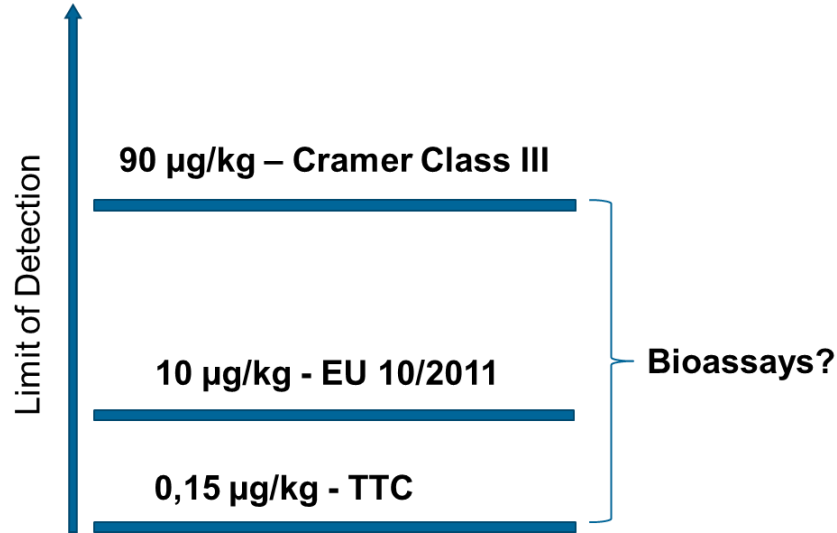 Limit of Detection
90 µg/kg – Cramer Class III
10 µg/kg - EU 10/2011
Bioassays?
0,15 µg/kg - TTC